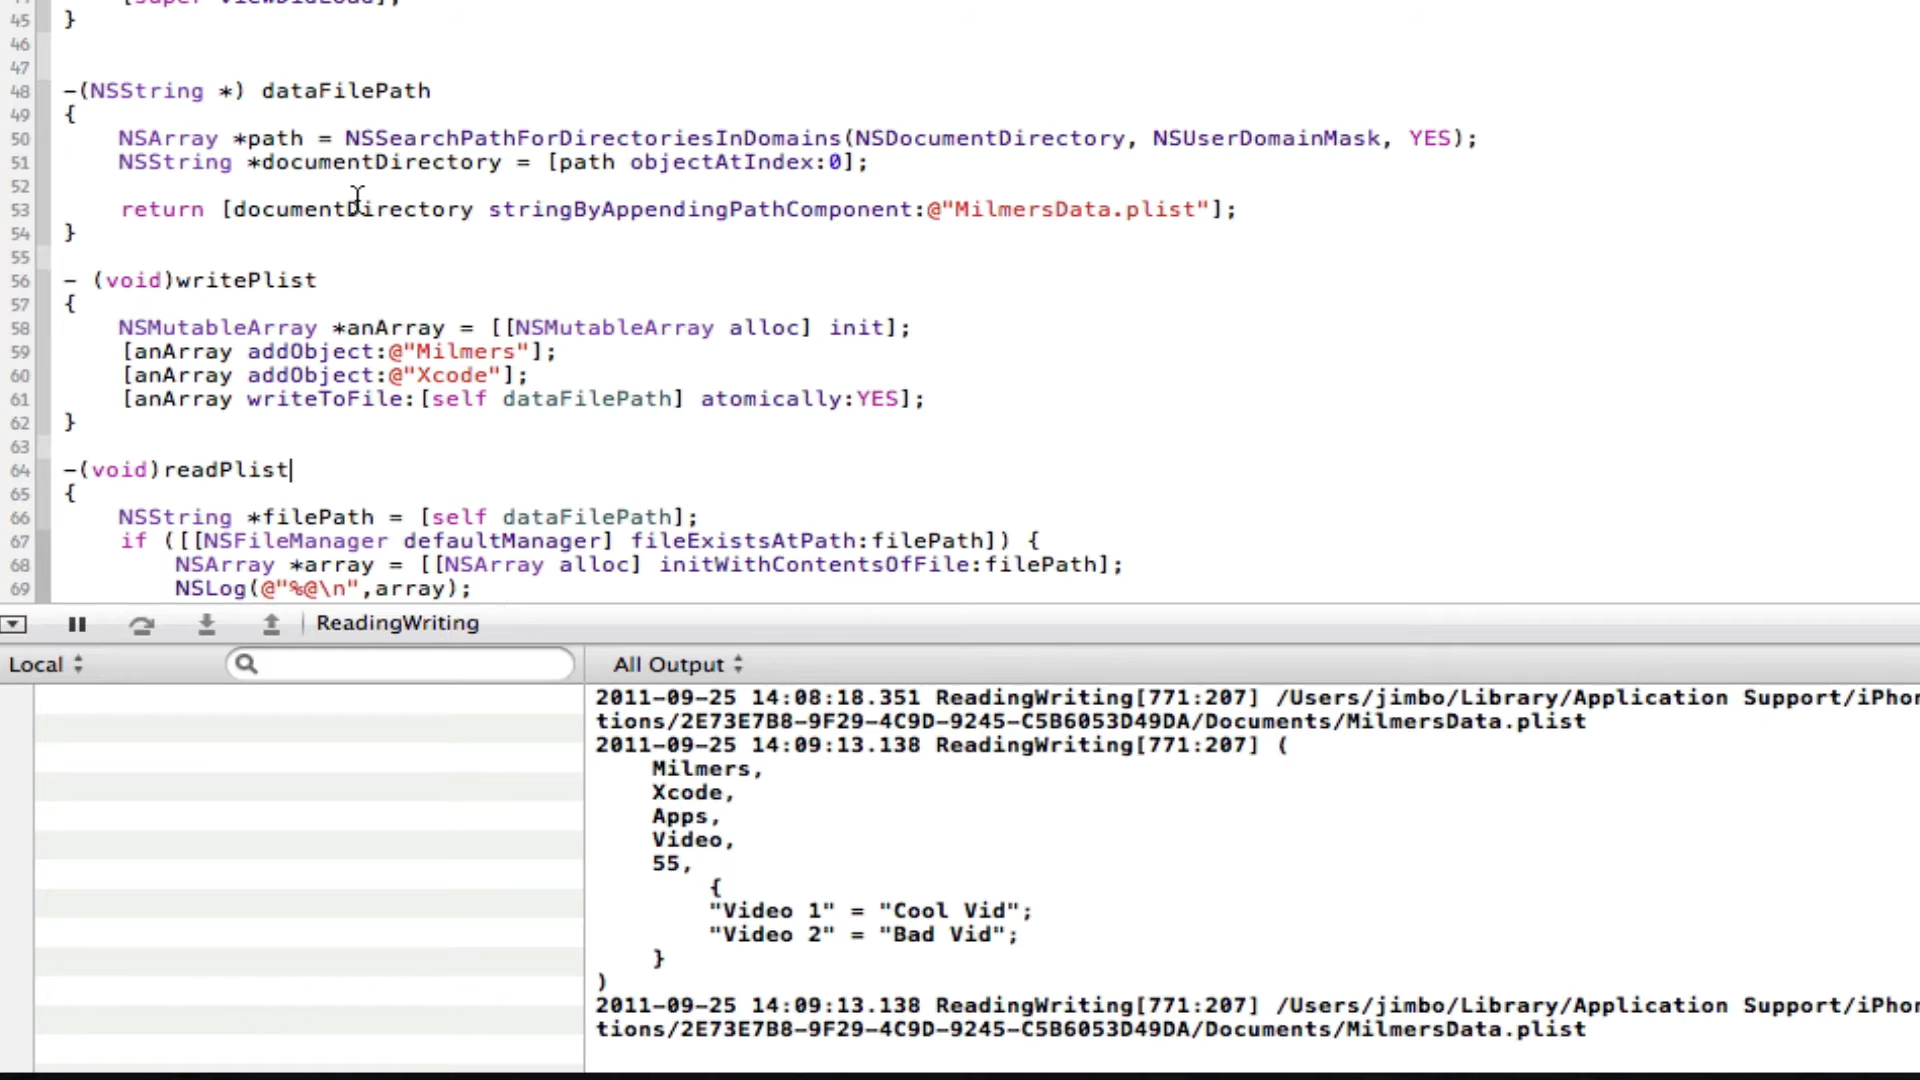 [super viewDidLoad];
45 }
46
47
48 -(NSString *) dataFilePath
49 {
50 NSArray *path = NSSearchPathForDirectoriesInDomains(NSDocumentDirectory, NSUserDomainMask, YES);
51 NSString *documentDirectory = [path objectAtIndex:0];
52
53 return [documentDirectory stringByAppendingPathComponent:@"MilmersData.plist"];
54 }
55
56 - (void)writePlist
57 {
58 NSMutableArray *anArray = [[NSMutableArray alloc] init];
59 [anArray addObject:@"Milmers"];
60 [anArray addObject:@"Xcode"];
61 [anArray writeToFile:[self dataFilePath] atomically:YES];
62 }
63
64 -(void)readPlist
65 {
66 NSString *filePath = [self dataFilePath];
67 if ([[NSFileManager defaultManager] fileExistsAtPath:filePath]) {
68 NSArray *array = [[NSArray alloc] initWithContentsOfFile:filePath];
69 NSLog(@"%@\n",array);
ReadingWriting
Local
All Output
2011-09-25 14:08:18.351 ReadingWriting[771:207] /Users/jimbo/Library/Application Support/iPho
tions/2E73E7B8-9F29-4C9D-9245-C5B6053D49DA/Documents/MilmersData.plist
2011-09-25 14:09:13.138 ReadingWriting[771:207] (
Milmers,
Xcode,
Apps,
Video,
55,
{
"Video 1" = "Cool Vid";
"Video 2" = "Bad Vid";
}
)
2011-09-25 14:09:13.138 ReadingWriting[771:207] /Users/jimbo/Library/Application Support/iPho
tions/2E73E7B8-9F29-4C9D-9245-C5B6053D49DA/Documents/MilmersData.plist